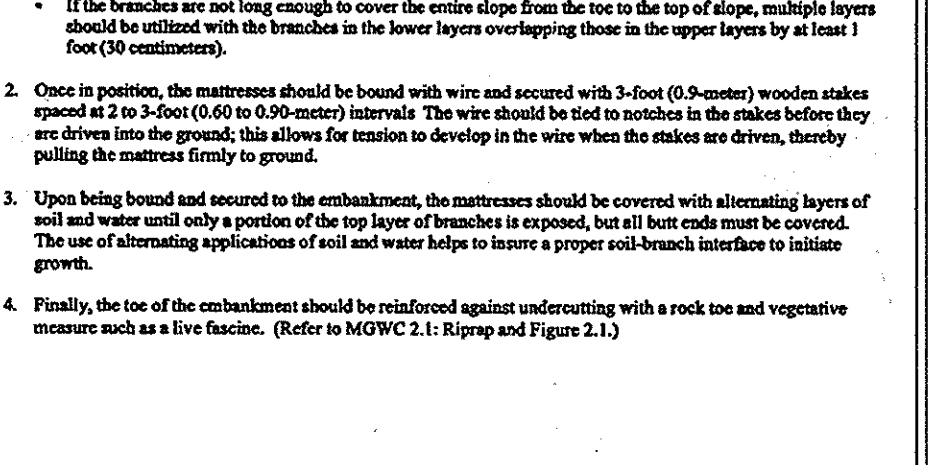 • If the branches are not long enough to cover the entire slope from the toe to the top of slope, multiple layers
should be utilized with the branches in the lower layers overlapping those in the upper layers by at least 1
foot (30 centimeters).
2. Once in position, the mattresses should be bound with wire and secured with 3-foot (0.9-meter) wooden stakes
spaced at 2 to 3-foot (0.60 to 0.90-meter) intervals The wire should be tied to notches in the stakes before they
are driven into the ground; this allows for tension to develop in the wire when the stakes are driven, thereby
pulling the mattress firmly to ground.
3. Upon being bound and secured to the embankment, the mattresses should be covered with alternating layers of
soil and water until only a portion of the top layer of branches is exposed, but all butt ends must be covered.
The use of alternating applications of soil and water helps to insure a proper soil-branch interface to initiate
growth.
4. Finally, the toe of the embankment should be reinforced against undercutting with a rock toe and vegetative
measure such as a live fascine. (Refer to MGWC 2.1: Riprap and Figure 2.1.)